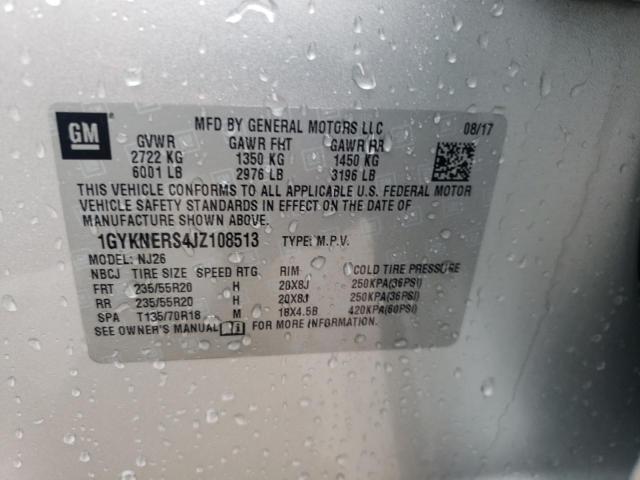 GM
MFD BY GENERAL MOTORS LLC 08/17
GVWR GAWR FRT GAWR RR
2722 KG 1350 KG 1450 KG
6001 LB 2976 LB 3196 LB
THIS VEHICLE CONFORMS TO ALL APPLICABLE U.S. FEDERAL MOTOR
VEHICLE SAFETY STANDARDS IN EFFECT ON THE DATE OF
MANUFACTURE SHOWN ABOVE.
1GYKNERS4JZ108513 TYPE: M.P.V.
MODEL: NJ26
NBCJ TIRE SIZE SPEED RTG RIM COLD TIRE PRESSURE
FRT 235/55R20 H 20X8J 250KPA(36PSI)
RR 235/55R20 H 20X8J 250KPA(36PSI)
SPA T135/70R18 M 18X4.5B 420KPA(60PSI)
SEE OWNER'S MANUAL FOR MORE INFORMATION.